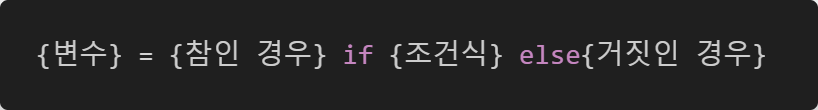 {변수} = {참인 경우} if {조건식} else{거짓인 경우}